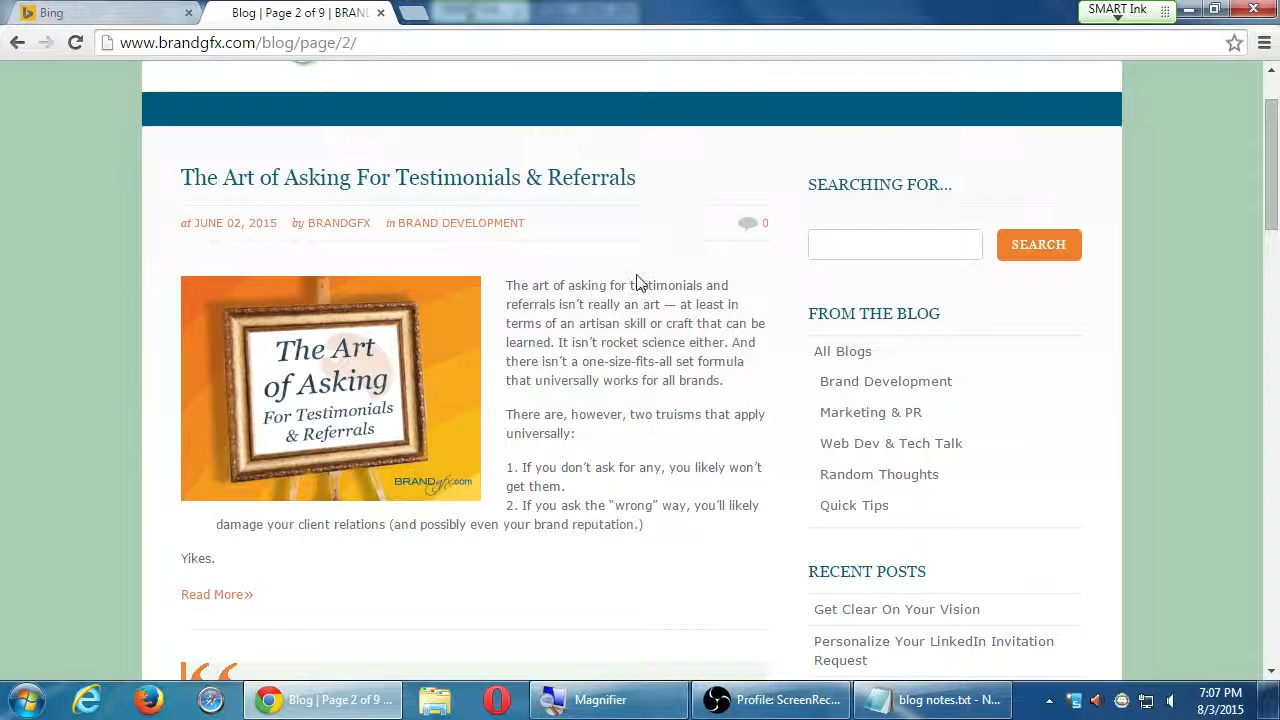 Bing
Blog | Page 2 of 9 | BRAND
SMART Ink
www.brandgfx.com/blog/page/2/
The Art of Asking For Testimonials & Referrals
at JUNE 02, 2015 by BRANDGFX in BRAND DEVELOPMENT
0
The Art
of Asking
For Testimonials
& Referrals
BRANDgfx.com
The art of asking for testimonials and
referrals isn’t really an art — at least in
terms of an artisan skill or craft that can be
learned. It isn’t rocket science either. And
there isn’t a one-size-fits-all set formula
that universally works for all brands.
There are, however, two truisms that apply
universally:
1. If you don’t ask for any, you likely won’t
get them.
2. If you ask the “wrong” way, you’ll likely
damage your client relations (and possibly even your brand reputation.)
Yikes.
Read More»
SEARCHING FOR...
SEARCH
FROM THE BLOG
All Blogs
Brand Development
Marketing & PR
Web Dev & Tech Talk
Random Thoughts
Quick Tips
RECENT POSTS
Get Clear On Your Vision
Personalize Your LinkedIn Invitation
Request
Blog | Page 2 of 9 ...
Magnifier
Profile: ScreenRec...
blog notes.txt - N...
7:07 PM
8/3/2015